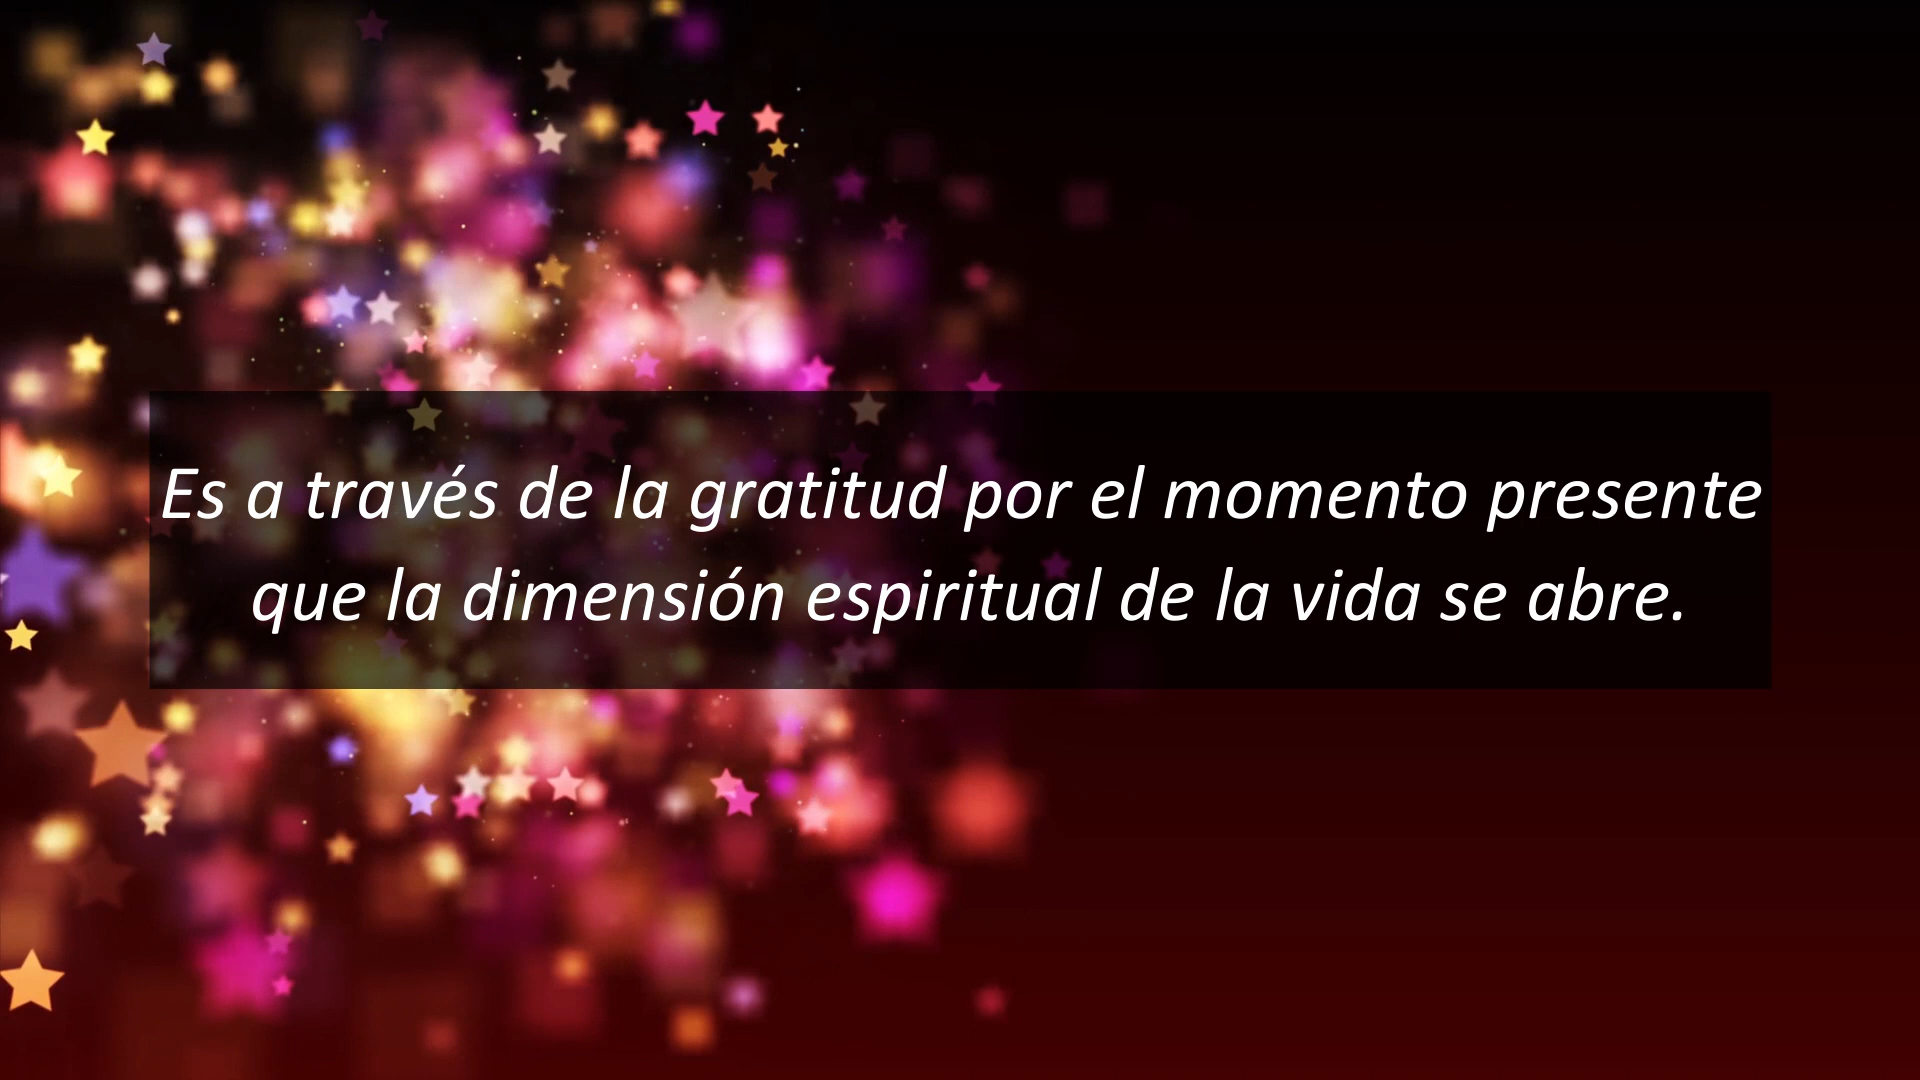 Es a través de la gratitud por el momento presente
que la dimensión espiritual de la vida se abre.